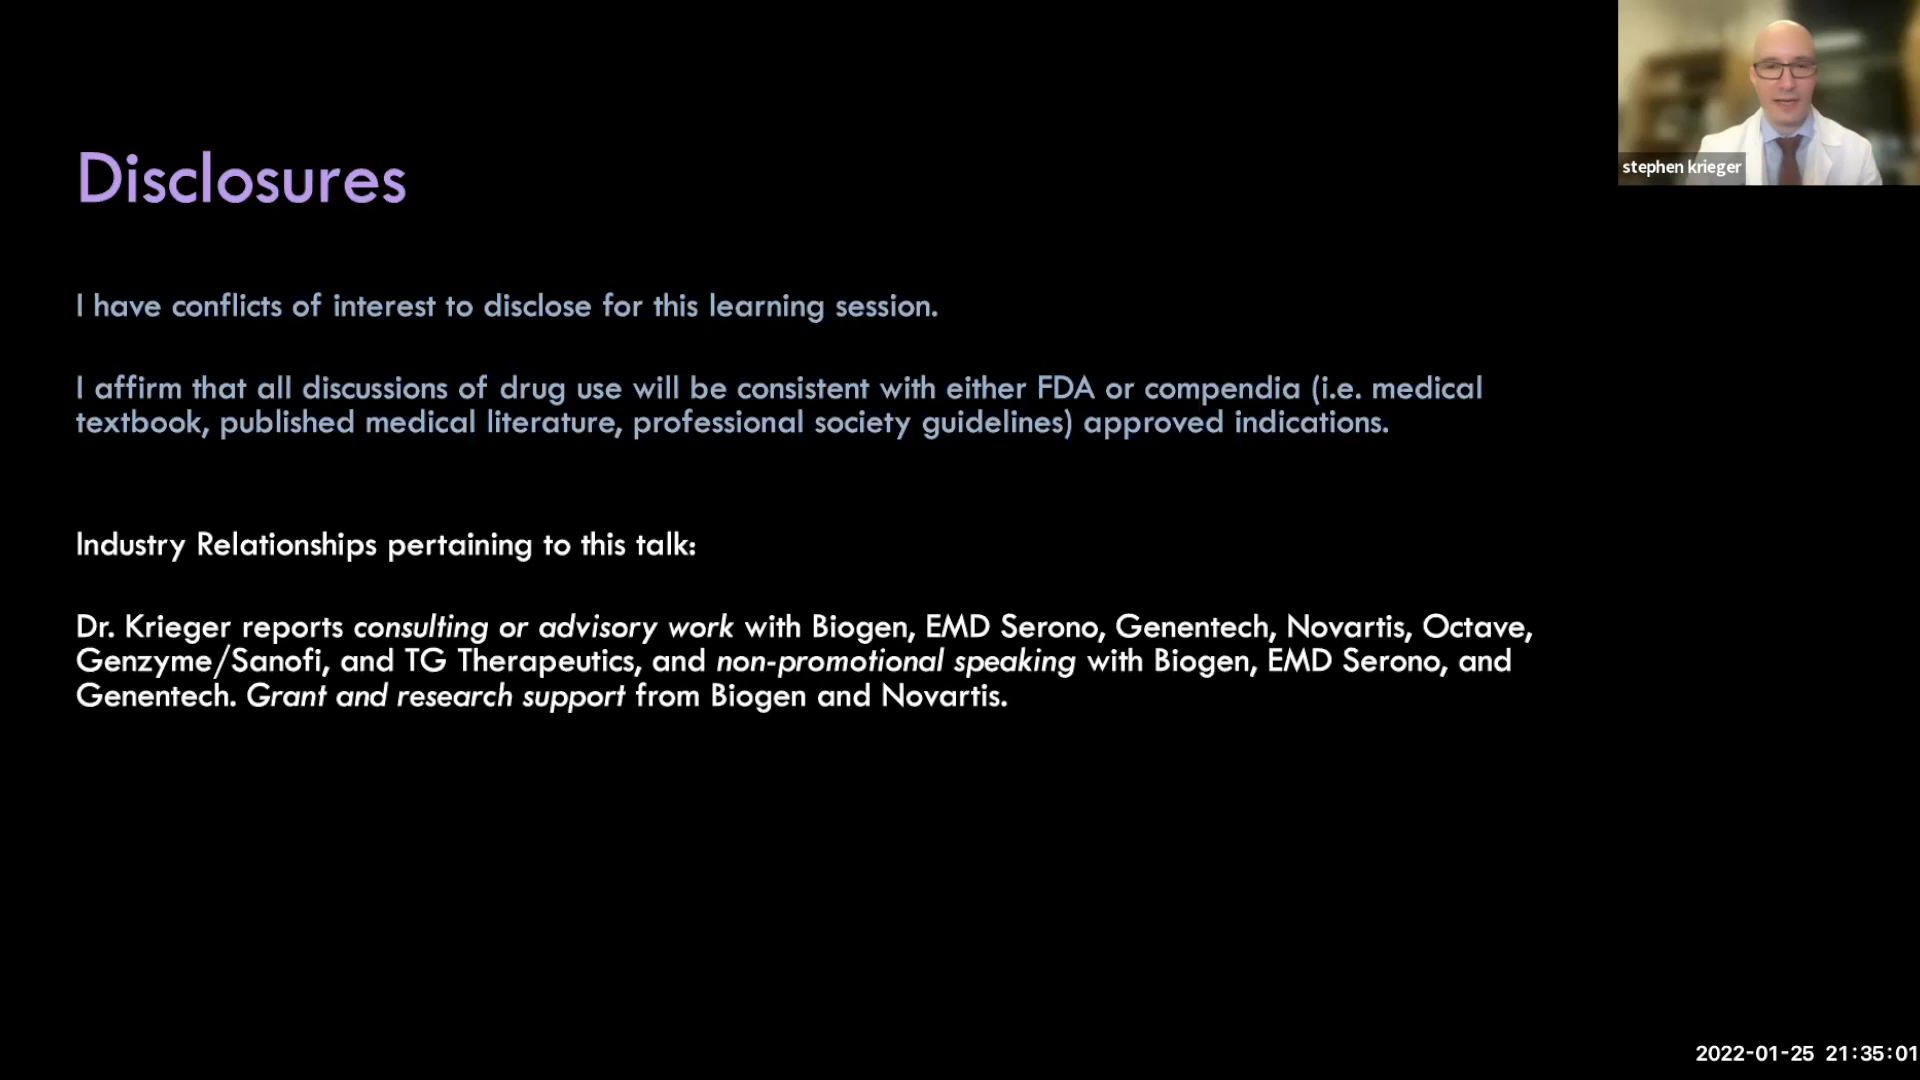 Disclosures
I have conflicts of interest to disclose for this learning session.
I affirm that all discussions of drug use will be consistent with either FDA or compendia (i.e. medical
textbook, published medical literature, professional society guidelines) approved indications.
Industry Relationships pertaining to this talk:
Dr. Krieger reports consulting or advisory work with Biogen, EMD Serono, Genentech, Novartis, Octave,
Genzyme/Sanofi, and TG Therapeutics, and non-promotional speaking with Biogen, EMD Serono, and
Genentech. Grant and research support from Biogen and Novartis.
stephen krieger
2022-01-25 21:35:01